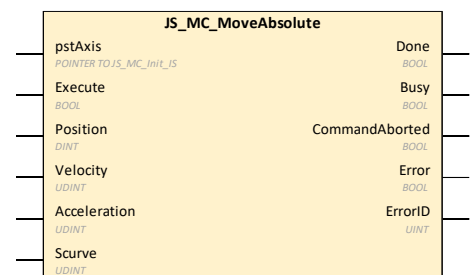 JS_MC_MoveAbsolute
pstAxis Done
POINTER TO JS_MC_Init_IS BOOL
Execute Busy
BOOL BOOL
Position CommandAborted
DINT BOOL
Velocity Error
UDINT BOOL
Acceleration ErrorID
UDINT UINT
Scurve
UDINT